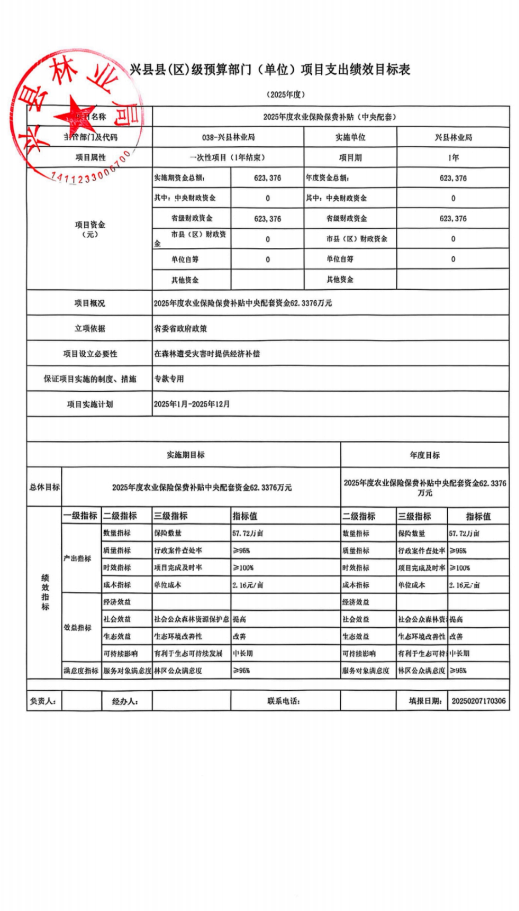 兴县县(区)级预算部门（单位）项目支出绩效目标表
（2025年度）
项目名称 2025年度农业保险保费补贴（中央配套）
主管部门及代码 038-兴县林业局 实施单位 兴县林业局
项目属性 一次性项目（1年结束） 项目期 1年
项目资金（元） 实施期资金总额： 623,376 年度资金总额： 623,376
其中：中央财政资金 0 其中：中央财政资金 0
省级财政资金 623,376 省级财政资金 623,376
市县（区）财政资金 0 市县（区）财政资金 0
单位自筹 0 单位自筹 0
其他资金 其他资金
项目概况 2025年度农业保险保费补贴中央配套资金62.3376万元
立项依据 省委省政府政策
项目设立必要性 在森林遭受灾害时提供经济补偿
保证项目实施的制度、措施 专款专用
项目实施计划 2025年1月-2025年12月
实施期目标 年度目标
总体目标 2025年度农业保险保费补贴中央配套资金62.3376万元 2025年度农业保险保费补贴中央配套资金62.3376万元
绩效指标 一级指标 二级指标 三级指标 指标值 二级指标 三级指标 指标值
产出指标 数量指标 保险数量 57.72万亩 数量指标 保险数量 57.72万亩
质量指标 行政案件查处率 ≥95% 质量指标 行政案件查处率 ≥95%
时效指标 项目完成及时率 ≥100% 时效指标 项目完成及时率 ≥100%
成本指标 单位成本 2.16元/亩 成本指标 单位成本 2.16元/亩
效益指标 经济效益 经济效益
社会效益 社会公众森林资源保护意 提高 社会效益 社会公众森林资 提高
生态效益 生态环境改善性 改善 生态效益 生态环境改善性 改善
可持续影响 有利于生态可持续发展 中长期 可持续影响 有利于生态可持 中长期
满意度指标 服务对象满意度 林区公众满意度 ≥95% 服务对象满意度 林区公众满意度 ≥95%
负责人： 经办人： 联系电话： 填报日期： 20250207170306
兴县林业局
1411233006700